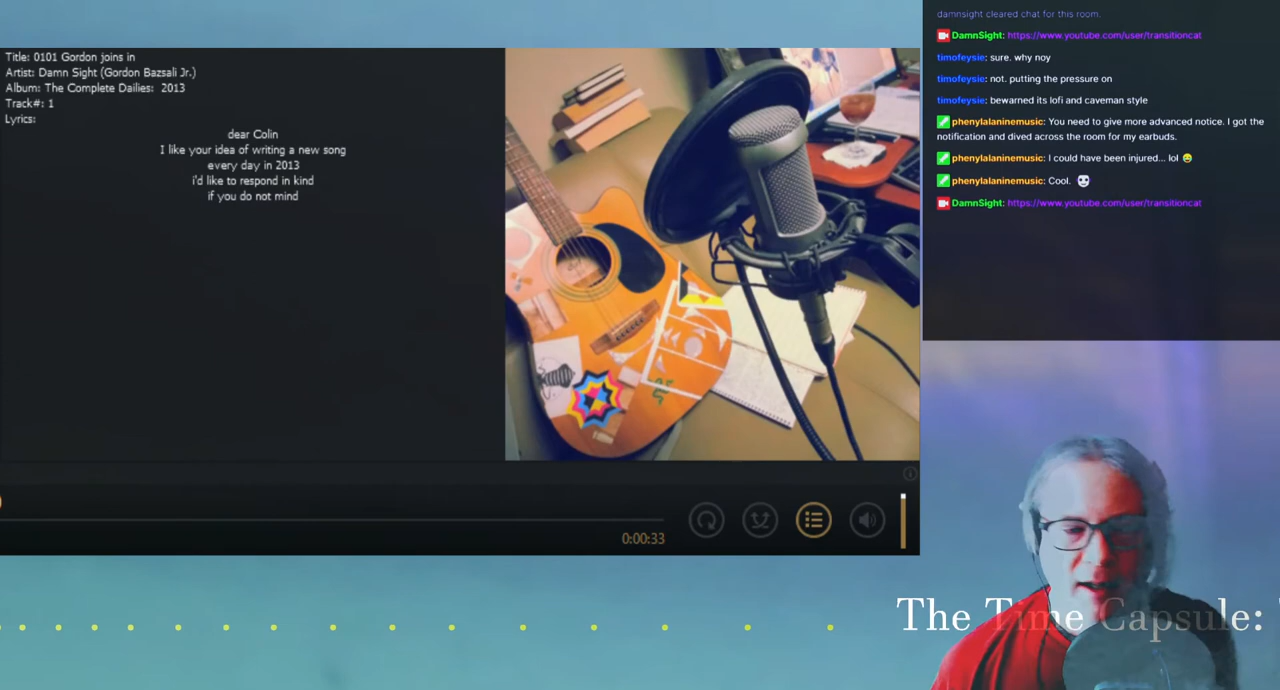 Title: 0101 Gordon joins in
Artist: Damn Sight (Gordon Bazsali Jr.)
Album: The Complete Dailies:  2013
Track#: 1
Lyrics:
dear Colin
I like your idea of writing a new song
every day in 2013
i'd like to respond in kind
if you do not mind
0:00:33
damnsight cleared chat for this room.
DamnSight: https://www.youtube.com/user/transitioncat
timofeysie: sure. why noy
timofeysie: not. putting the pressure on
timofeysie: bewarned its lofi and caveman style
phenylalaninemusic: You need to give more advanced notice. I got the
notification and dived across the room for my earbuds.
phenylalaninemusic: I could have been injured... lol 😂
phenylalaninemusic: Cool.
DamnSight: https://www.youtube.com/user/transitioncat
The Time Capsule: